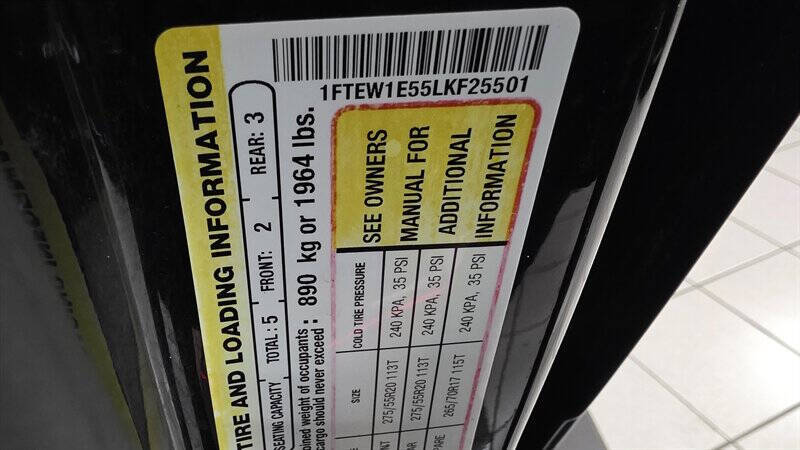 1FTEW1E55LKF25501
TIRE AND LOADING INFORMATION
SEATING CAPACITY TOTAL: 5 FRONT: 2 REAR: 3
bined weight of occupants :
cargo should never exceed : 890 kg or 1964 lbs.
SIZE COLD TIRE PRESSURE SEE OWNERS
275/55R20 113T 240 KPA, 35 PSI MANUAL FOR
275/55R20 113T 240 KPA, 35 PSI ADDITIONAL
265/70R17 115T 240 KPA, 35 PSI INFORMATION